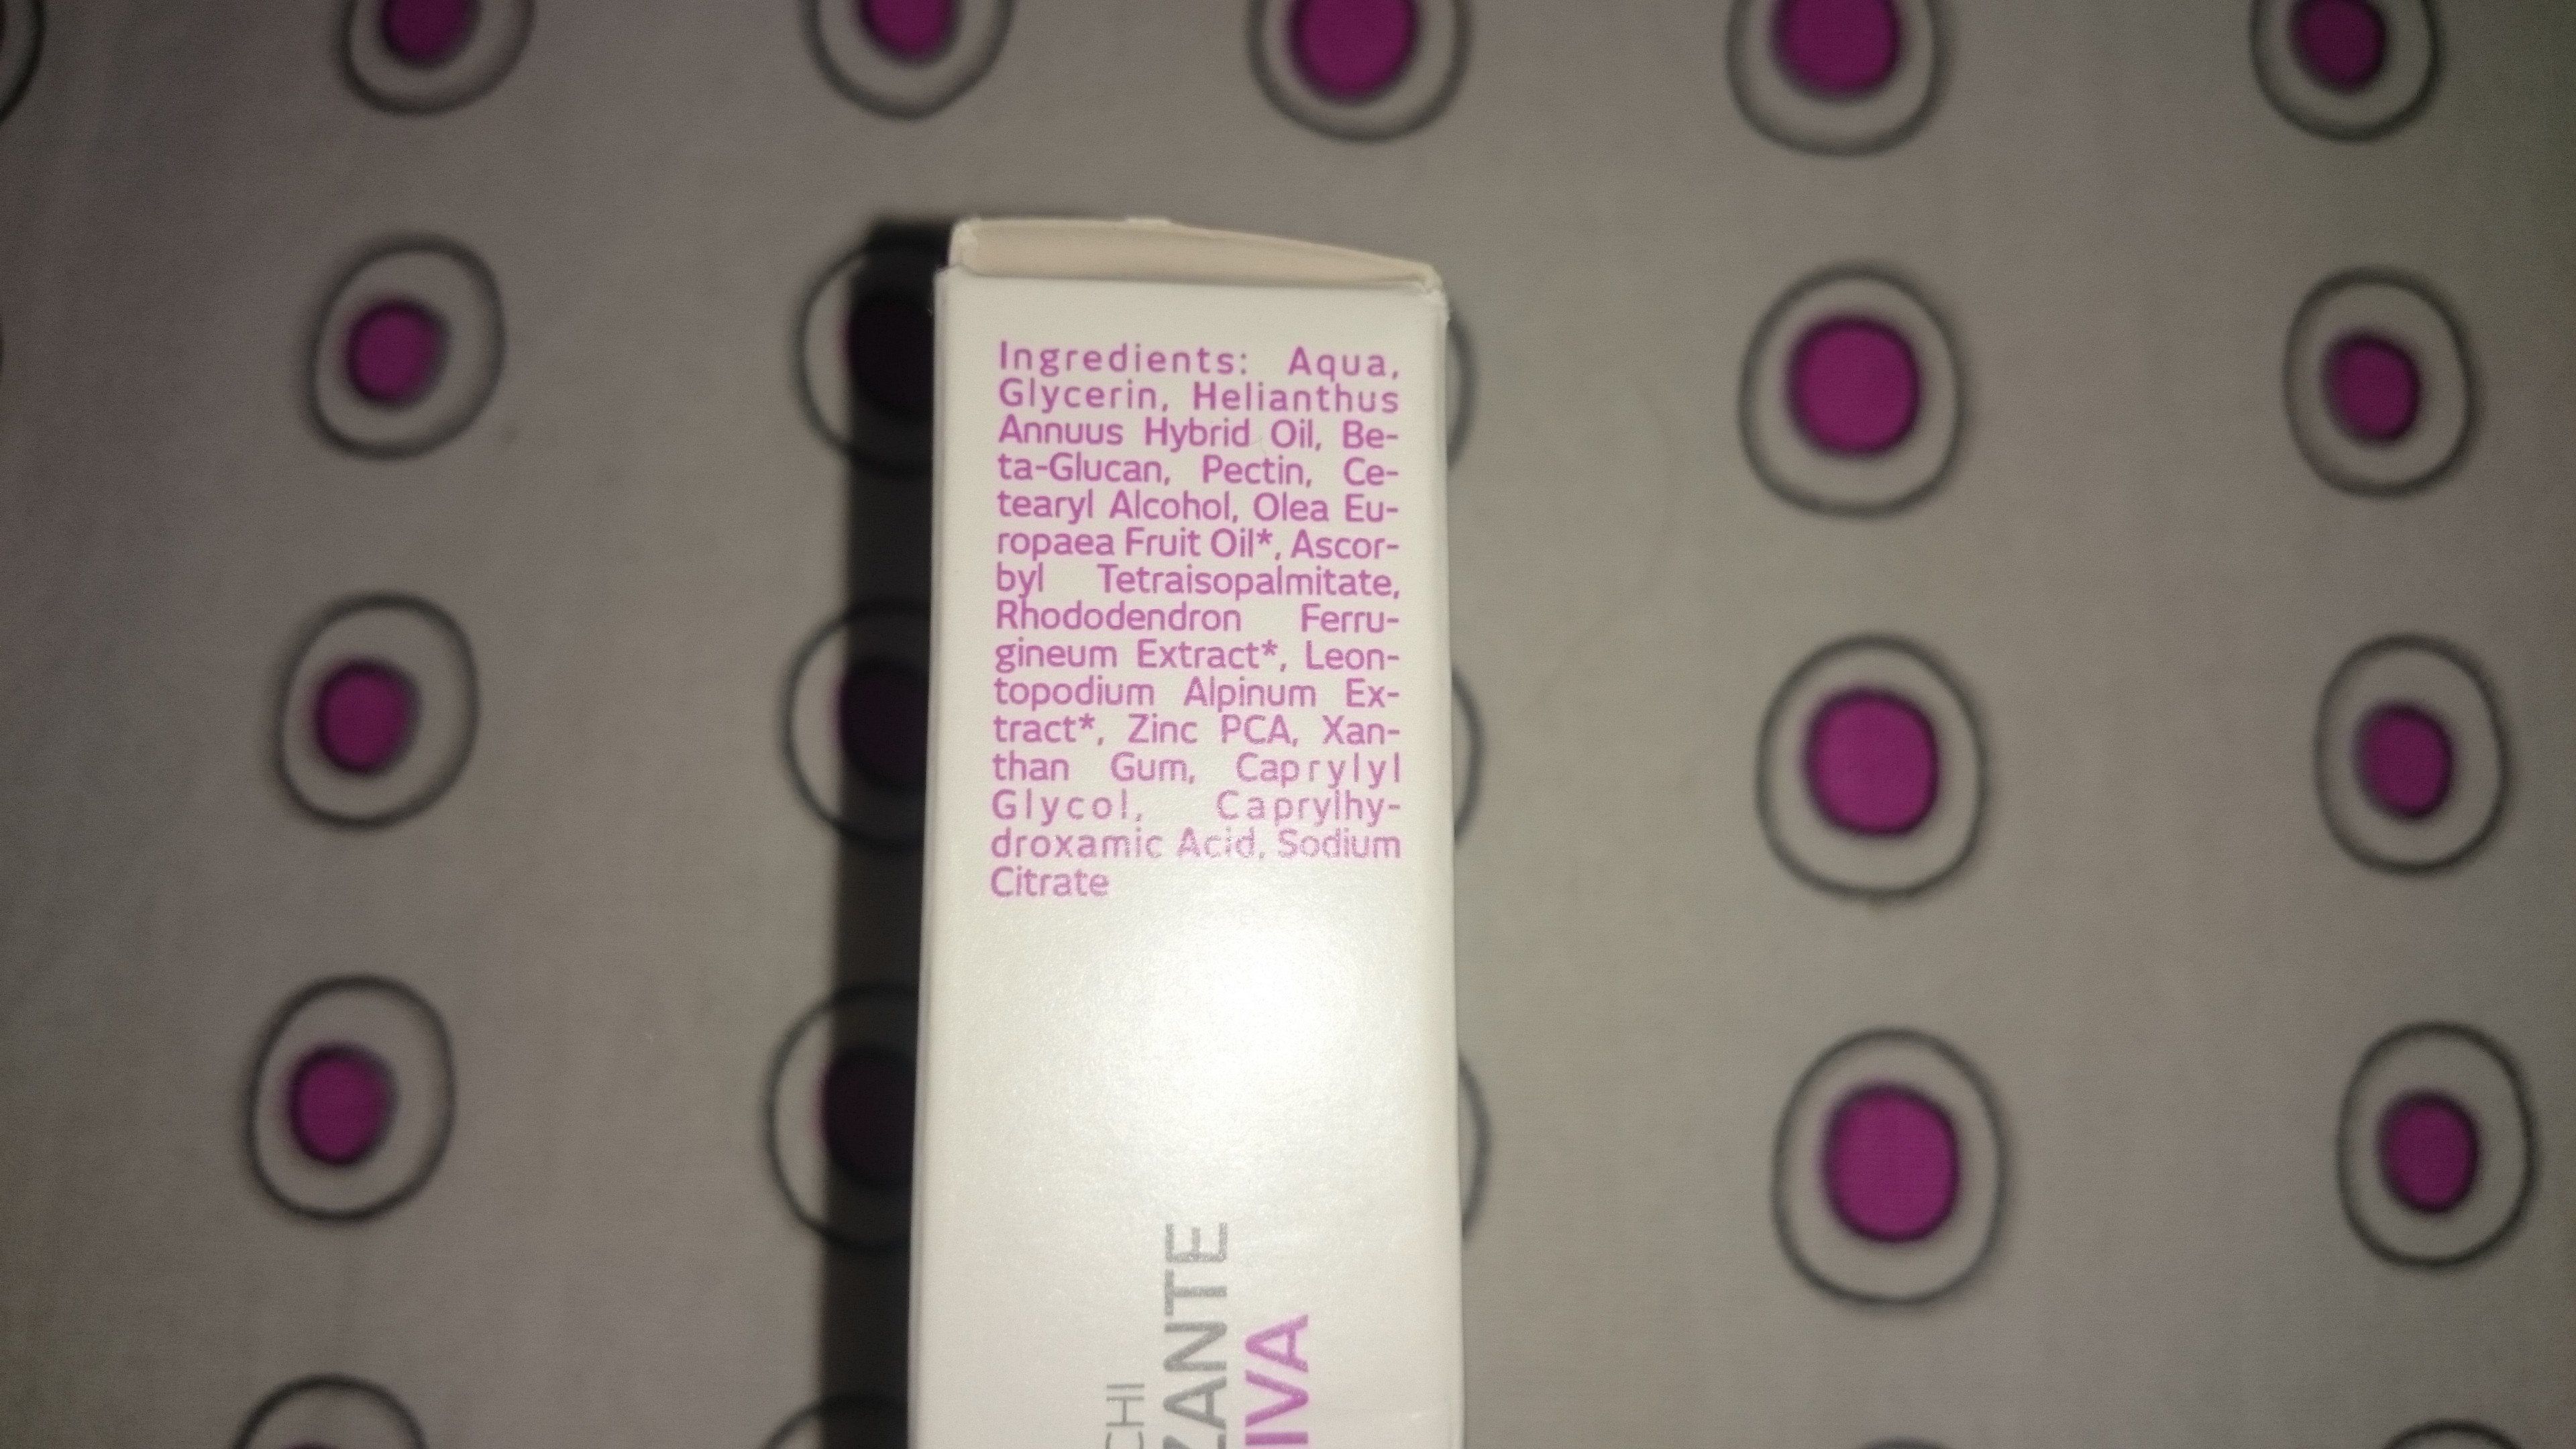 Ingredients: Aqua,
Glycerin, Helianthus
Annuus Hybrid Oil, Be-
ta-Glucan, Pectin, Ce-
tearyl Alcohol, Olea Eu-
ropaea Fruit Oil*, Ascor-
byl Tetraisopalmitate,
Rhododendron Ferru-
gineum Extract*, Leon-
topodium Alpinum Ex-
tract*, Zinc PCA, Xan-
than Gum, Caprylyl
Glycol, Caprylhy-
droxamic Acid, Sodium
Citrate
CHI
ZANTE
IVA